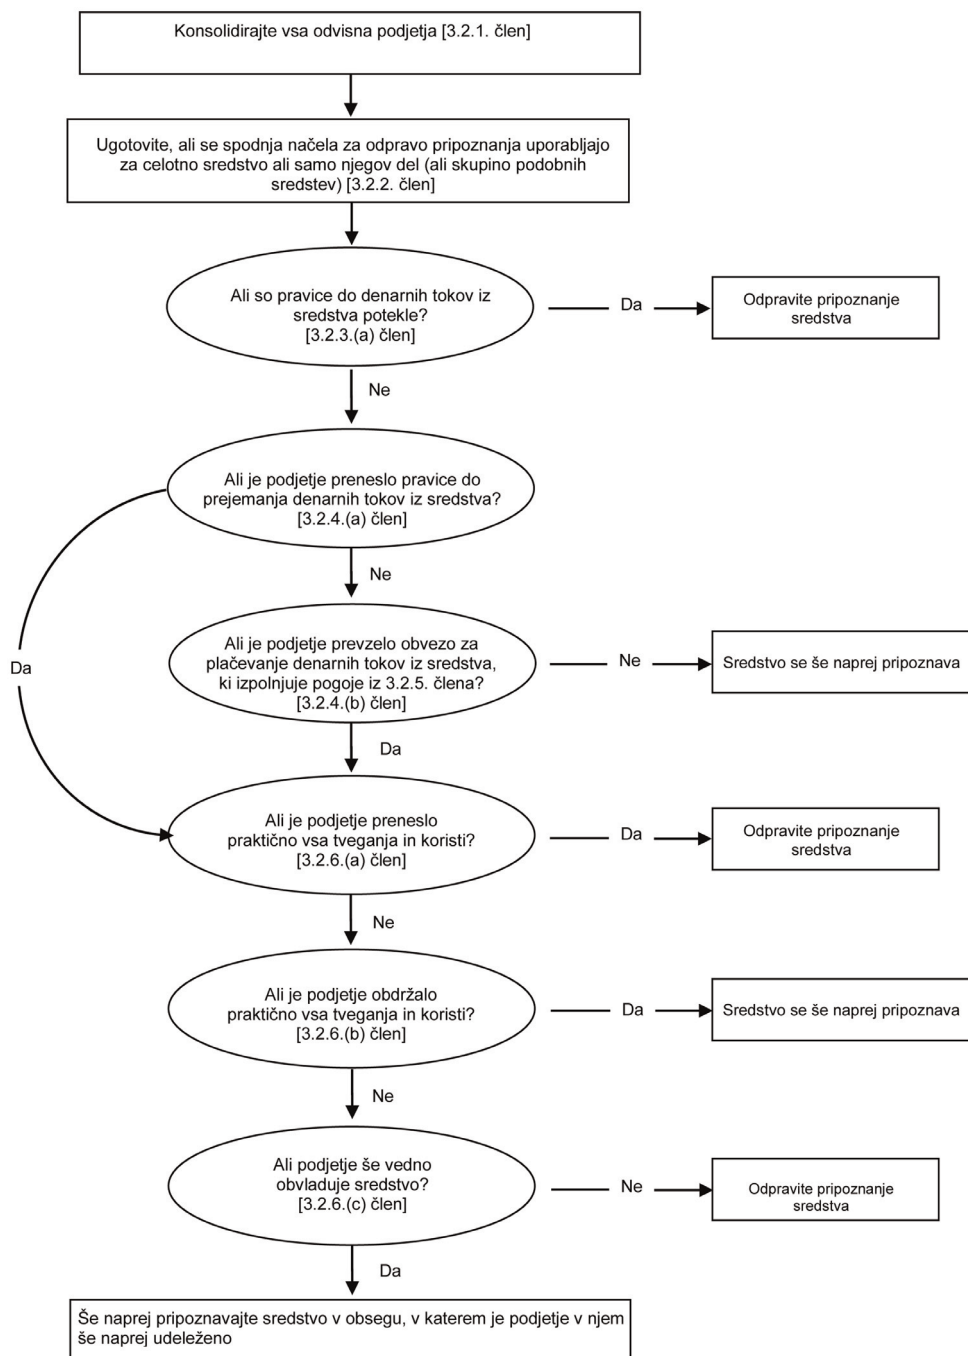 Konsolidirajte vsa odvisna podjetja [3.2.1. člen]
Ugotovite, ali se spodnja načela za odpravo pripoznanja uporabljajo
za celotno sredstvo ali samo njegov del (ali skupino podobnih
sredstev) [3.2.2. člen]
Ali so pravice do denarnih tokov iz
sredstva potekle?
[3.2.3.(a) člen]
Da
Odpravite pripoznanje
sredstva
Ne
Ali je podjetje preneslo pravice do
prejemanja denarnih tokov iz sredstva?
[3.2.4.(a) člen]
Ne
Da
Ali je podjetje prevzelo obvezo za
plačevanje denarnih tokov iz sredstva,
ki izpolnjuje pogoje iz 3.2.5. člena?
[3.2.4.(b) člen]
Ne
Sredstvo se še naprej pripoznava
Da
Ali je podjetje preneslo
praktično vsa tveganja in koristi?
[3.2.6.(a) člen]
Da
Odpravite pripoznanje
sredstva
Ne
Ali je podjetje obdržalo
praktično vsa tveganja in koristi?
[3.2.6.(b) člen]
Da
Sredstvo se še naprej pripoznava
Ne
Ali podjetje še vedno
obvladuje sredstvo?
[3.2.6.(c) člen]
Ne
Odpravite pripoznanje
sredstva
Da
Še naprej pripoznavajte sredstvo v obsegu, v katerem je podjetje v njem
še naprej udeleženo